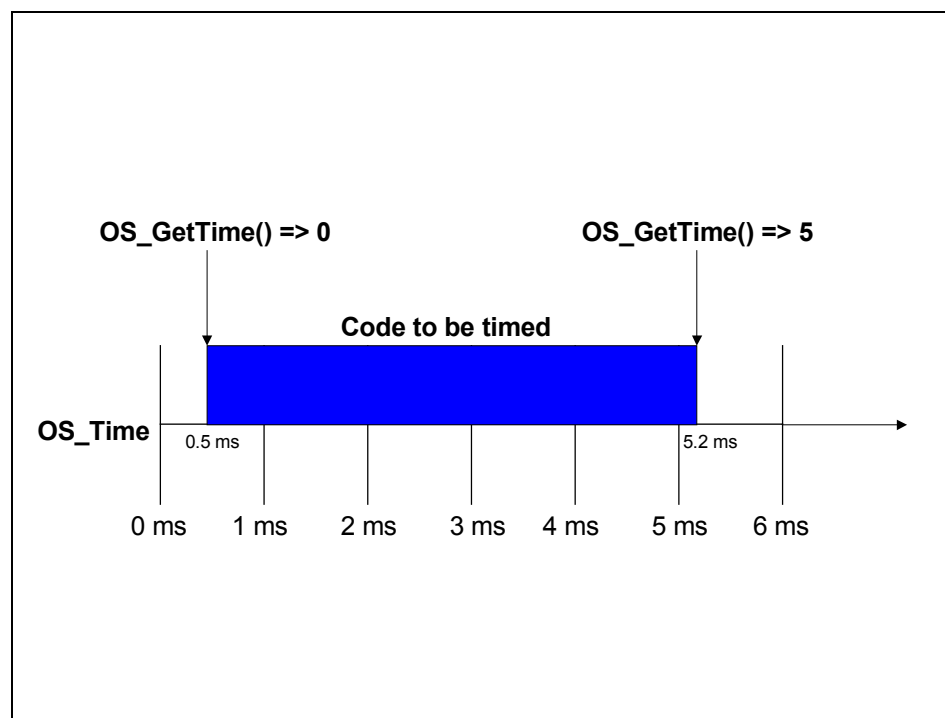 OS_GetTime() => 0
OS_GetTime() => 5
Code to be timed
OS_Time
0.5 ms
5.2 ms
0 ms
1 ms
2 ms
3 ms
4 ms
5 ms
6 ms